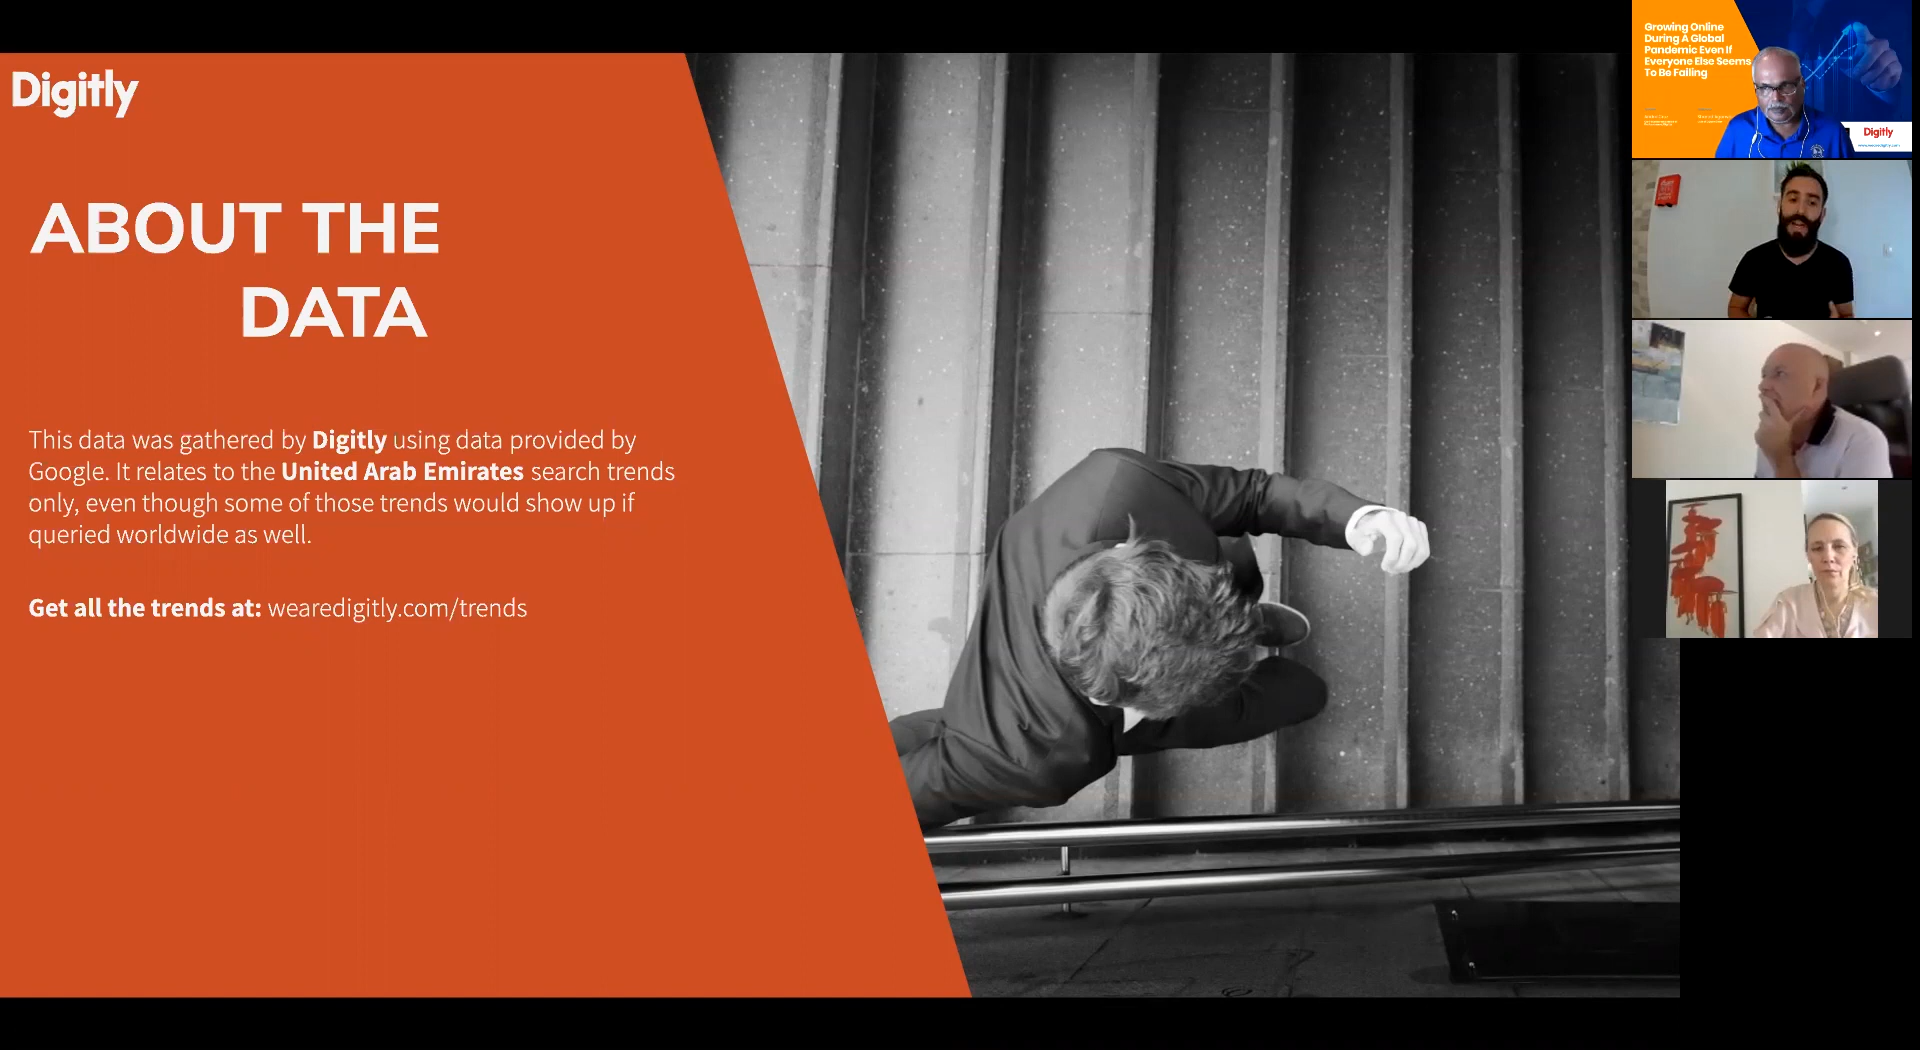 Digitly
ABOUT THE
DATA
This data was gathered by Digitly using data provided by
Google. It relates to the United Arab Emirates search trends
only, even though some of those trends would show up if
queried worldwide as well.
Get all the trends at: wearedigitly.com/trends
Growing Online
During A Global
Pandemic Even If
Everyone Else Seems
To Be Failing
Digitly